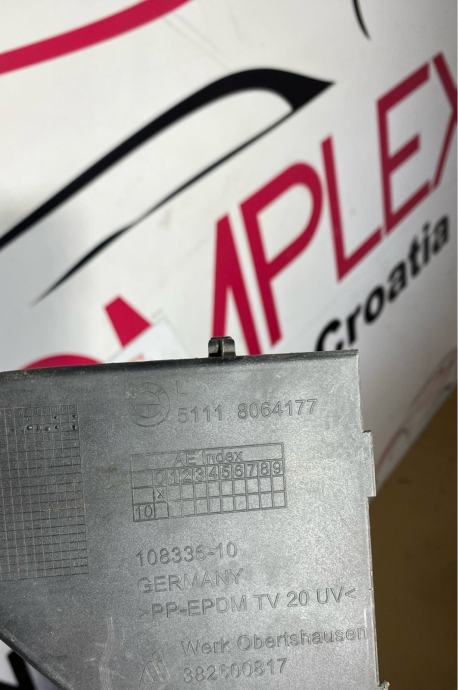 MPLEX
Croatia
5111 8064177
AE Index
0123456789
x
10
108336-10
GERMANY
>PP-EPDM TV 20 UV<
Werk Obertshausen
382600817